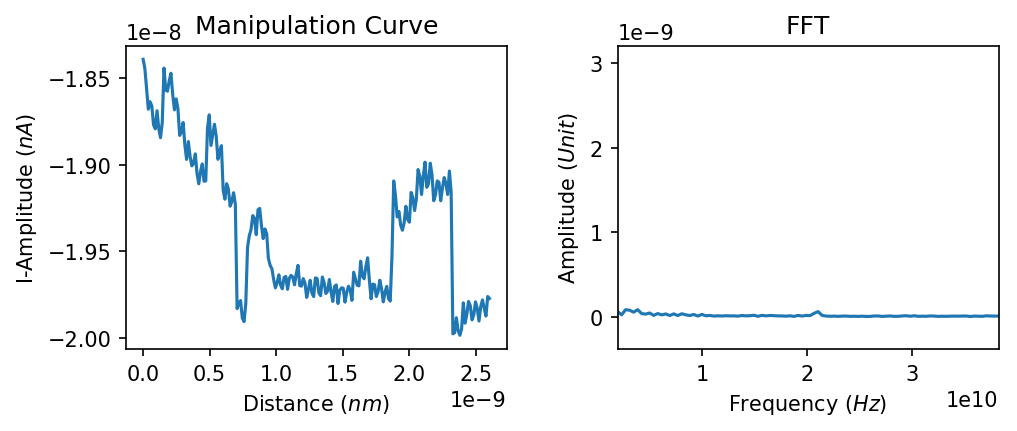 Manipulation Curve
1e−8
−1.85
−1.90
−1.95
−2.00
I-Amplitude (nA)
0.0 0.5 1.0 1.5 2.0 2.5
Distance (nm) 1e−9
FFT
1e−9
3
2
1
0
Amplitude (Unit)
1 2 3
Frequency (Hz) 1e10